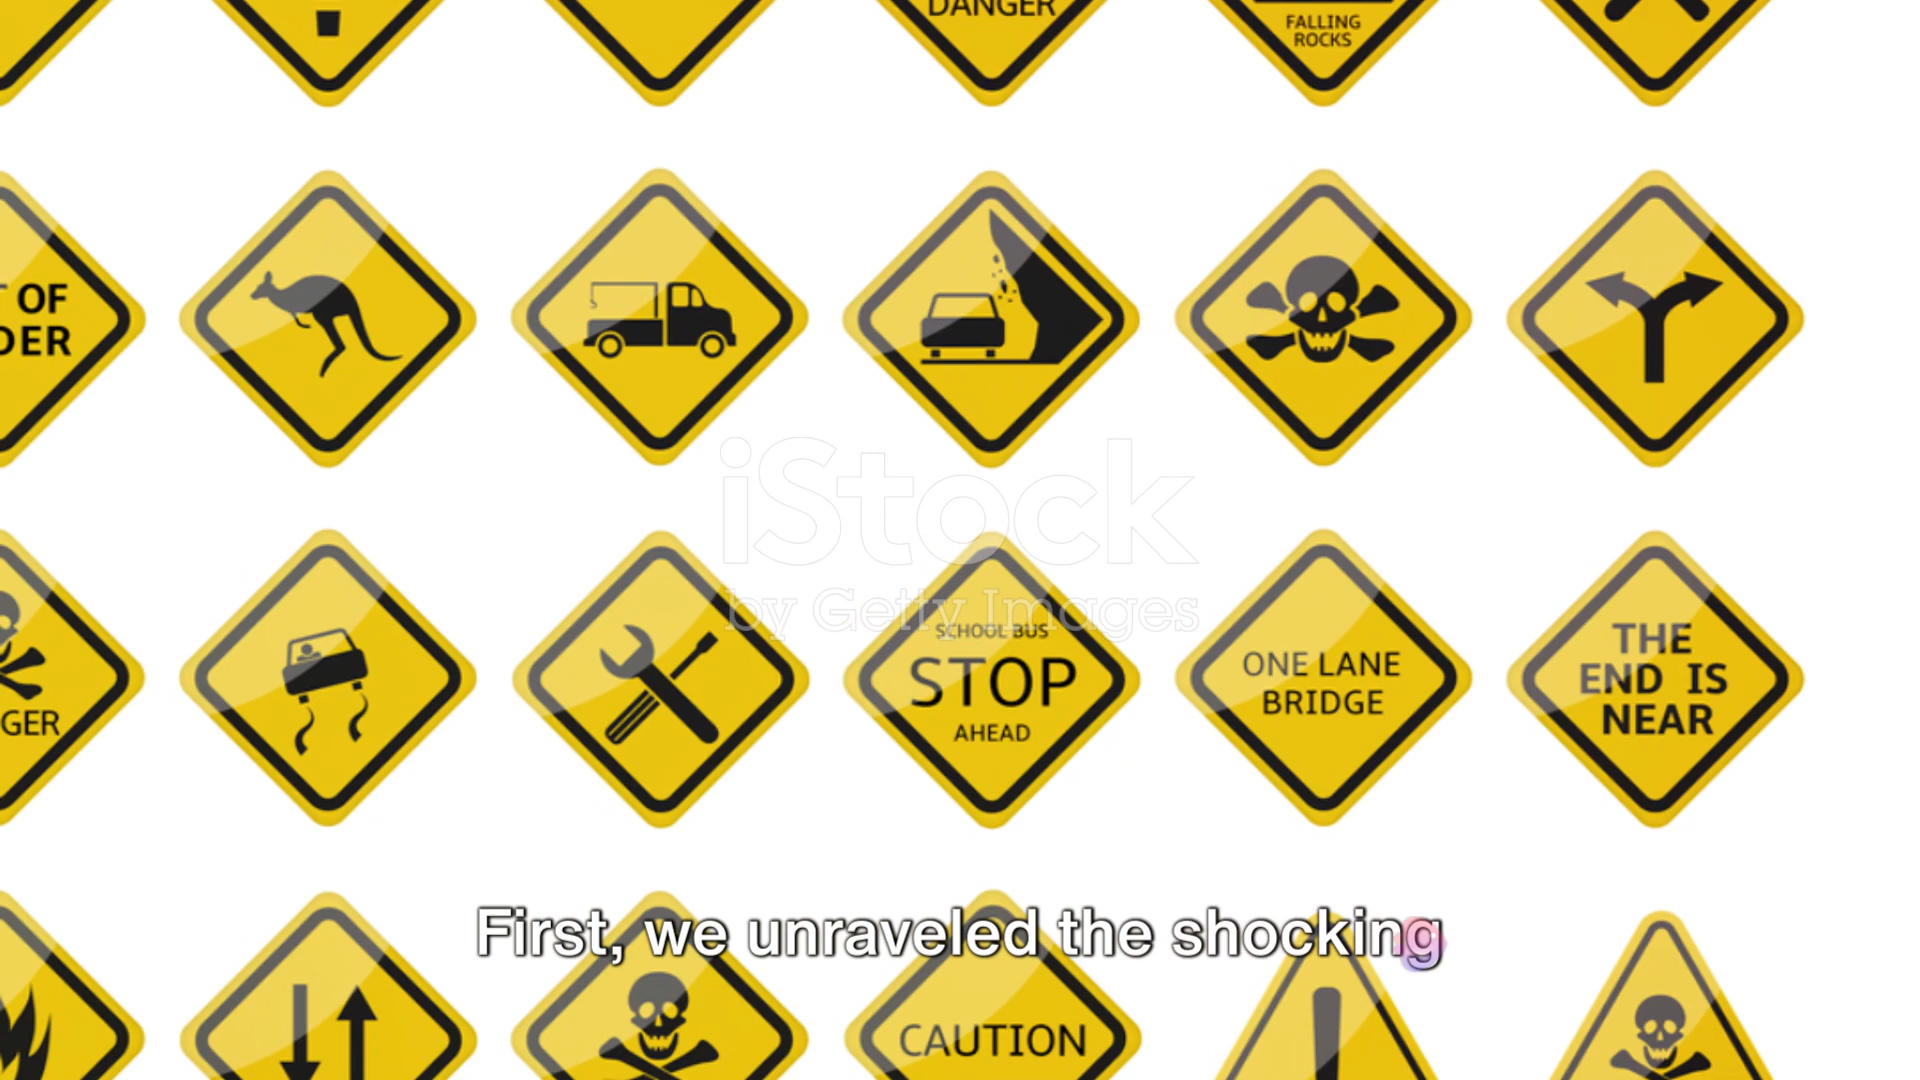 DANGER
FALLING
ROCKS
OF
DER
iStock
by Getty Images
GER
SCHOOL BUS
STOP
AHEAD
ONE LANE
BRIDGE
THE
END IS
NEAR
First, we unraveled the shocking
CAUTION